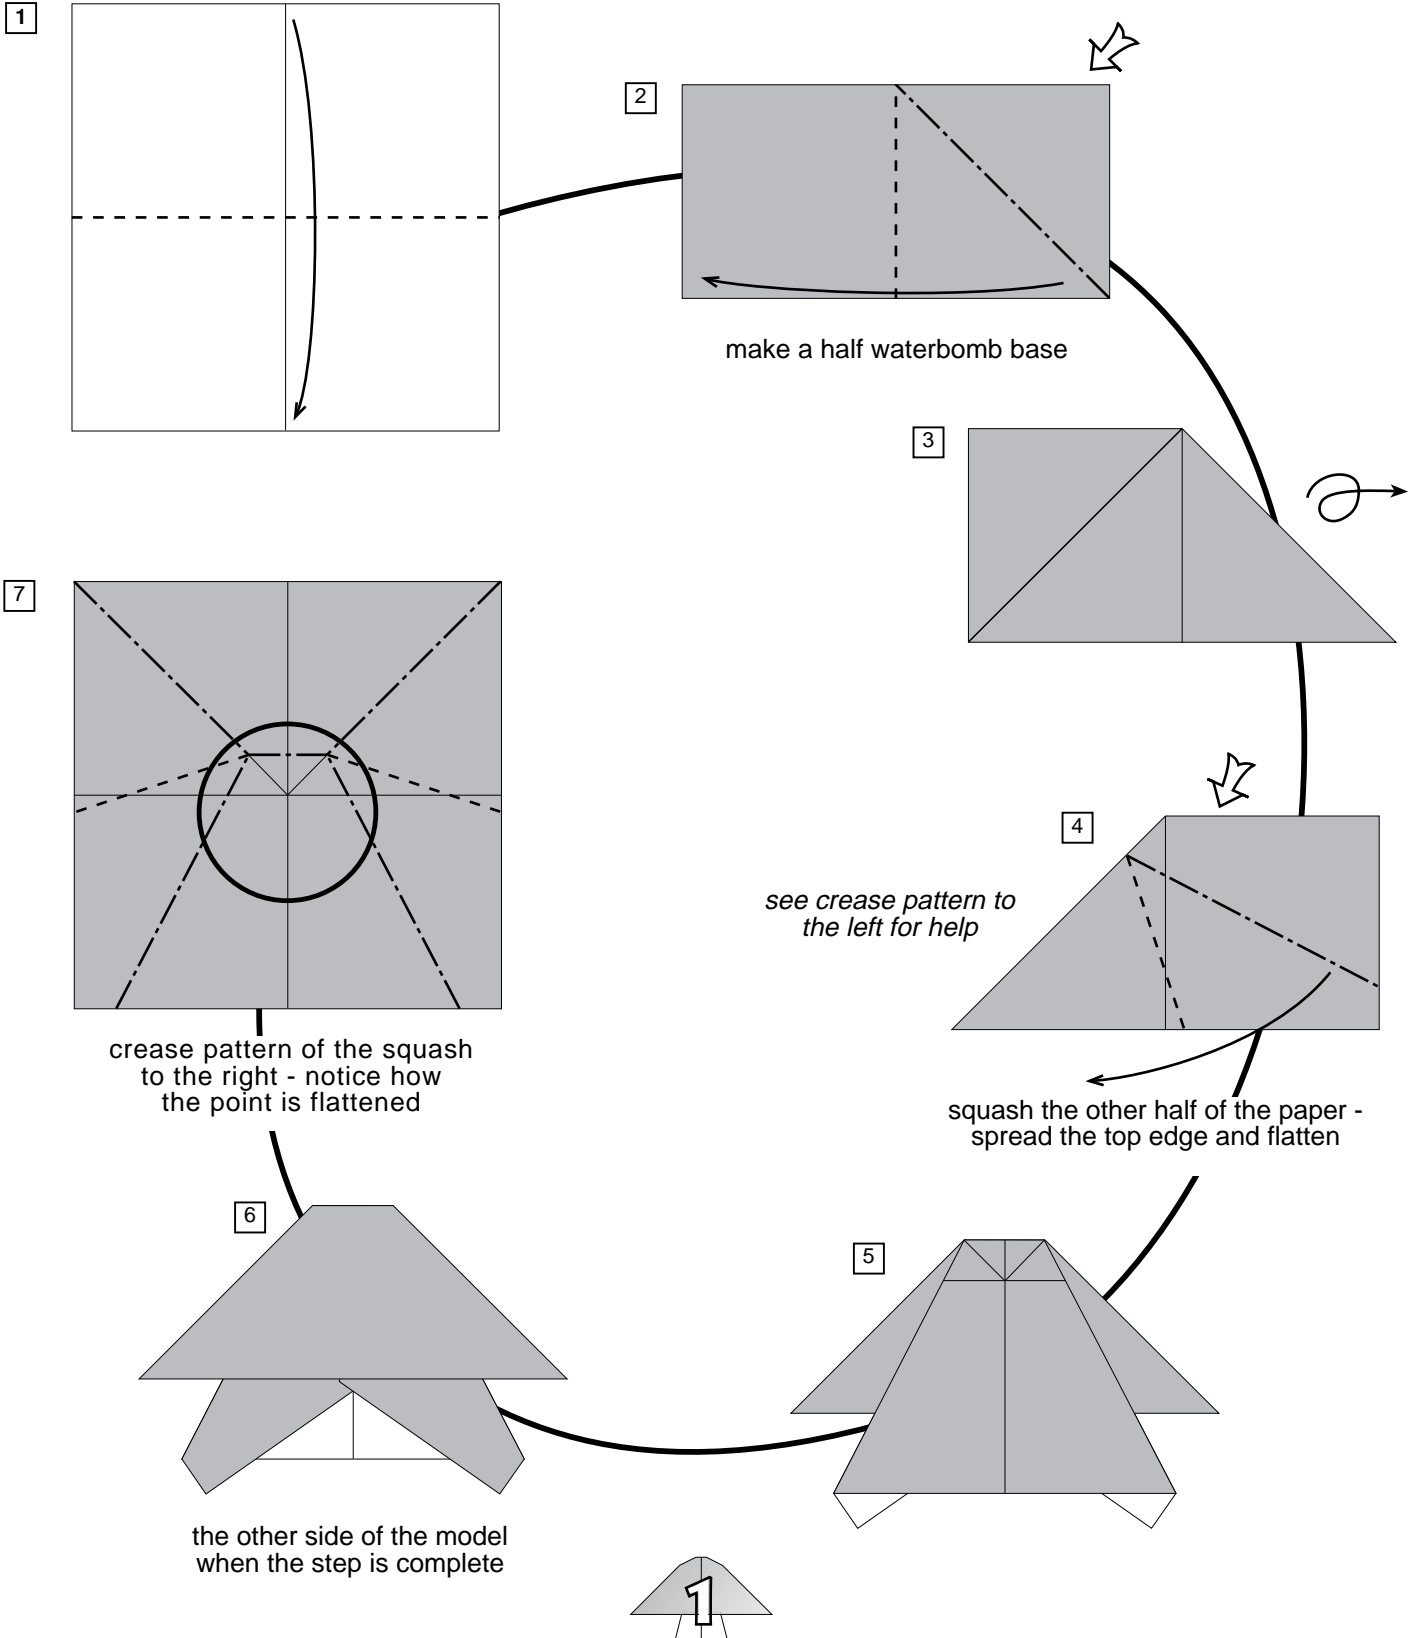 1
2
make a half waterbomb base
3
4
see crease pattern to
the left for help
squash the other half of the paper -
spread the top edge and flatten
5
6
the other side of the model
when the step is complete
7
crease pattern of the squash
to the right - notice how
the point is flattened
1